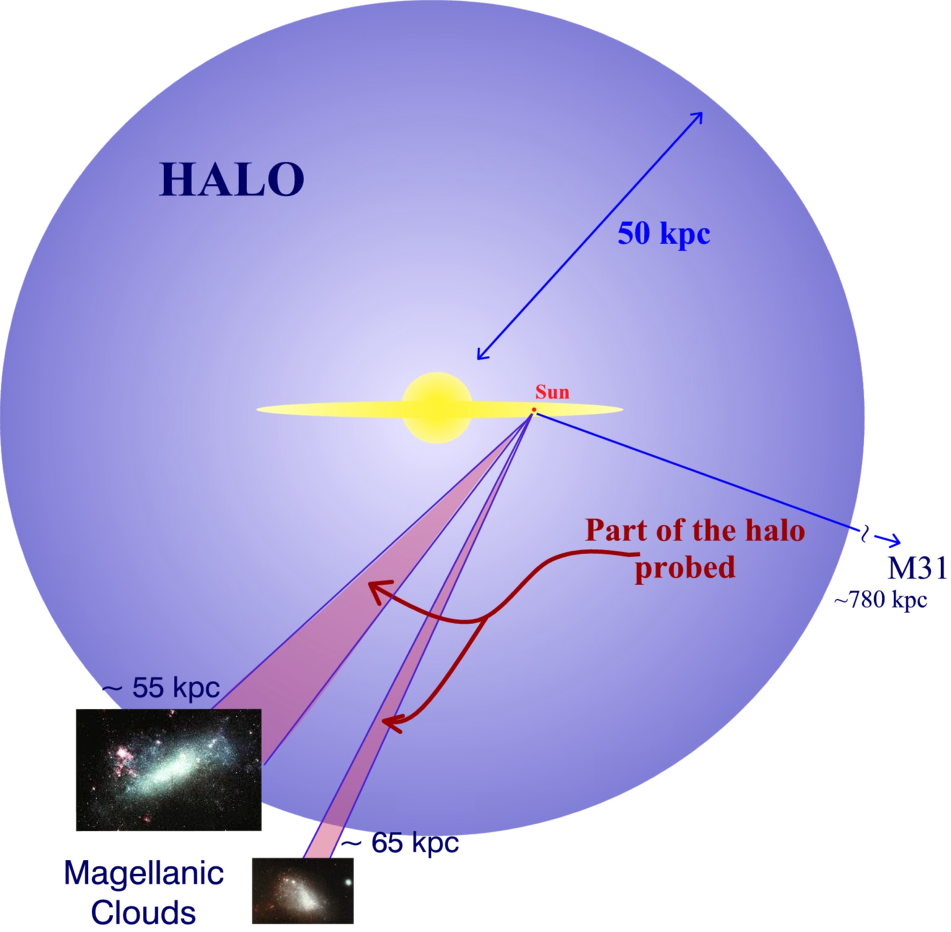 HALO
50 kpc
Sun
Part of the halo
probed
M31
~780 kpc
~ 55 kpc
~ 65 kpc
Magellanic
Clouds